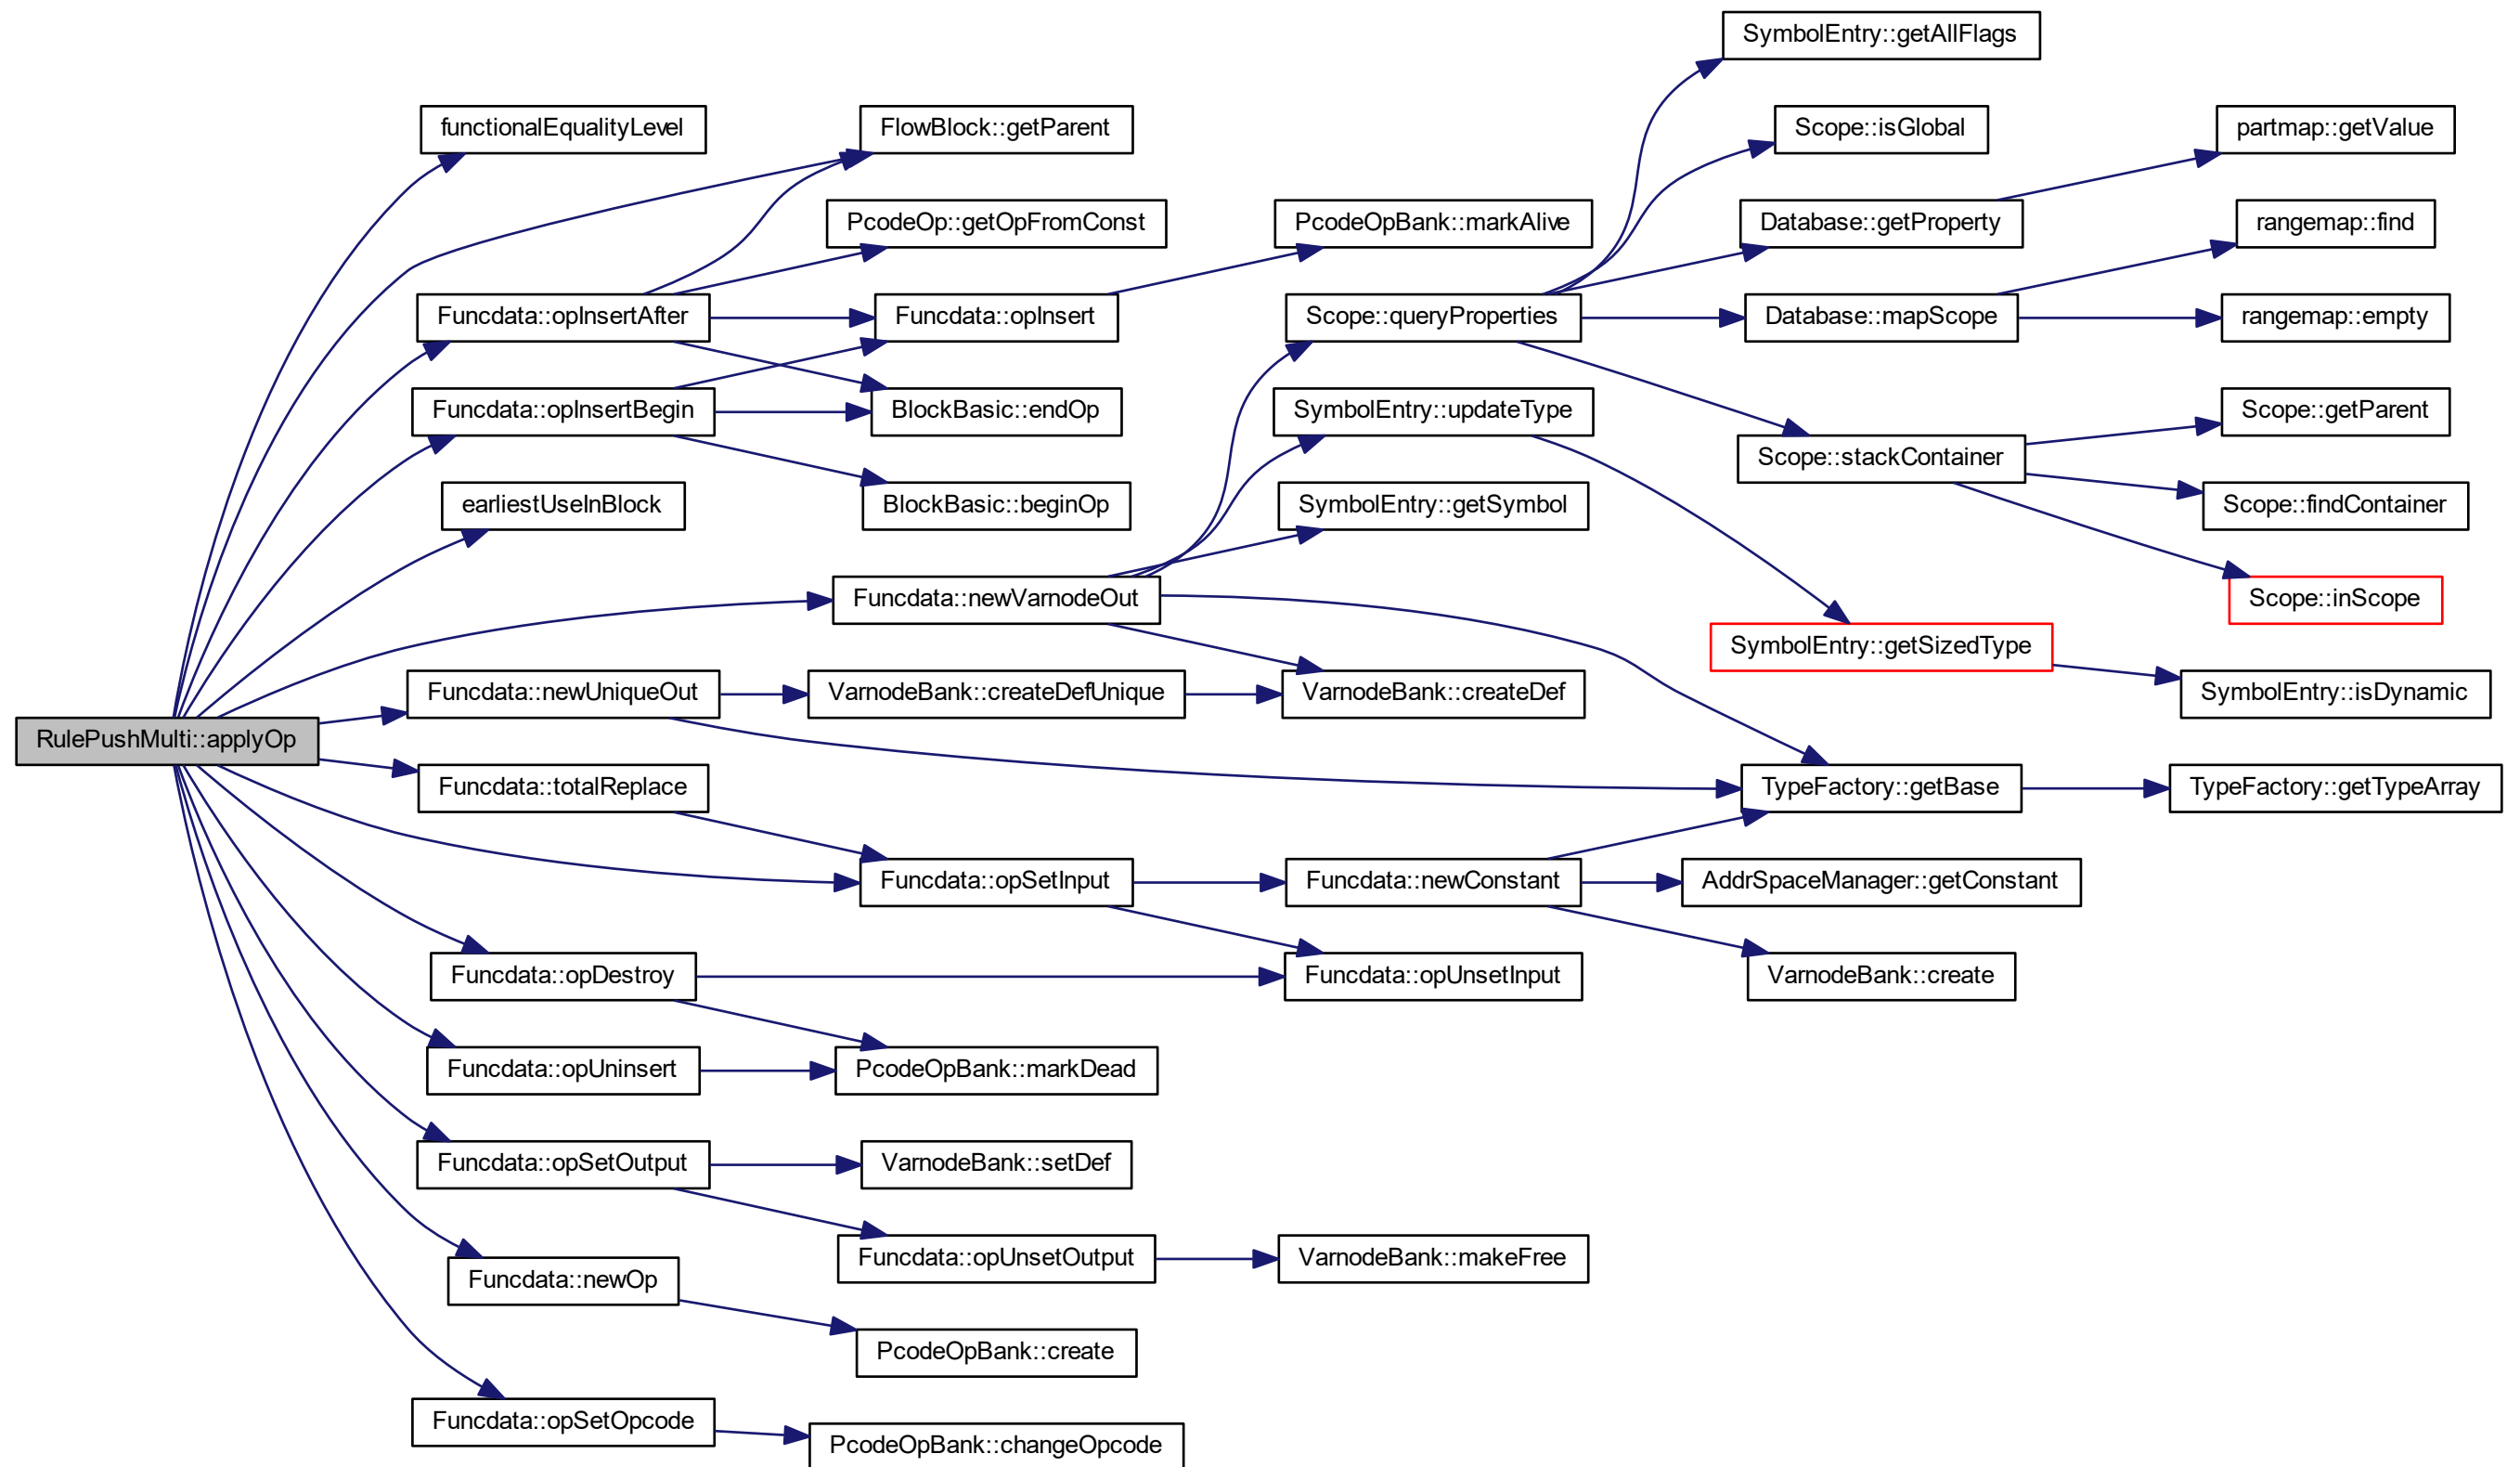 SymbolEntry::getAllFlags
functionalEqualityLevel
FlowBlock::getParent
Scope::isGlobal
partmap::getValue
PcodeOp::getOpFromConst
PcodeOpBank::markAlive
Database::getProperty
rangemap::find
Funcdata::opInsertAfter
Funcdata::opInsert
Scope::queryProperties
Database::mapScope
rangemap::empty
Funcdata::opInsertBegin
BlockBasic::endOp
SymbolEntry::updateType
Scope::getParent
Scope::stackContainer
earliestUseInBlock
BlockBasic::beginOp
SymbolEntry::getSymbol
Scope::findContainer
Funcdata::newVarnodeOut
Scope::inScope
SymbolEntry::getSizedType
Funcdata::newUniqueOut
VarnodeBank::createDefUnique
VarnodeBank::createDef
SymbolEntry::isDynamic
RulePushMulti::applyOp
Funcdata::totalReplace
TypeFactory::getBase
TypeFactory::getTypeArray
Funcdata::opSetInput
Funcdata::newConstant
AddrSpaceManager::getConstant
Funcdata::opDestroy
Funcdata::opUnsetInput
VarnodeBank::create
Funcdata::opUninsert
PcodeOpBank::markDead
Funcdata::opSetOutput
VarnodeBank::setDef
Funcdata::opUnsetOutput
VarnodeBank::makeFree
Funcdata::newOp
PcodeOpBank::create
Funcdata::opSetOpcode
PcodeOpBank::changeOpcode